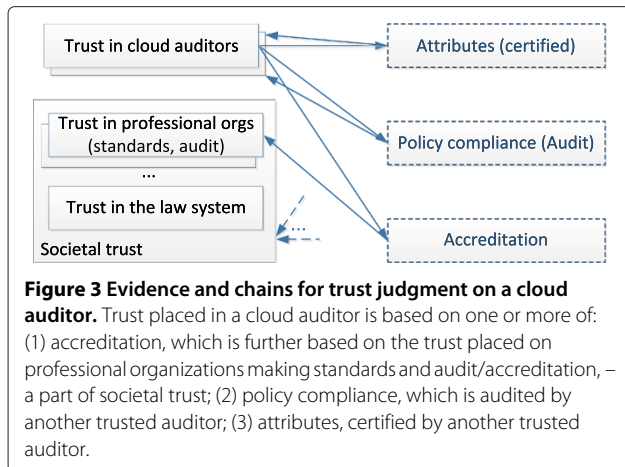 Trust in cloud auditors
Attributes (certified)
Trust in professional orgs
(standards, audit)
Policy compliance (Audit)
...
Trust in the law system
...
Accreditation
Societal trust
Figure 3 Evidence and chains for trust judgment on a cloud
auditor. Trust placed in a cloud auditor is based on one or more of:
(1) accreditation, which is further based on the trust placed on
professional organizations making standards and audit/accreditation, –
a part of societal trust; (2) policy compliance, which is audited by
another trusted auditor; (3) attributes, certified by another trusted
auditor.